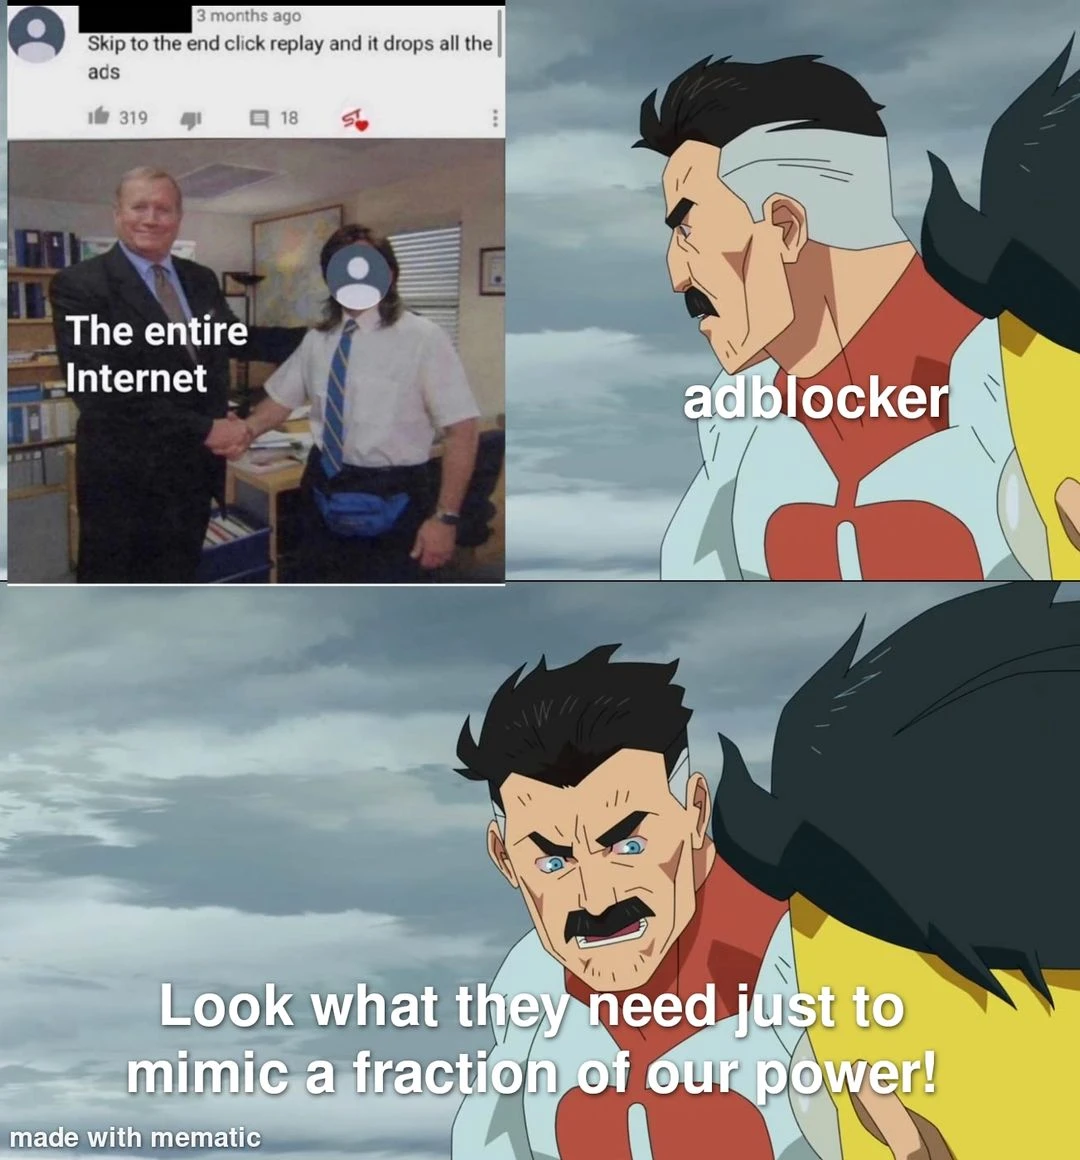 3 months ago
Skip to the end click replay and it drops all the
ads
319
18
ST
The entire
Internet
adblocker
Look what they need just to
mimic a fraction of our power!
made with mematic